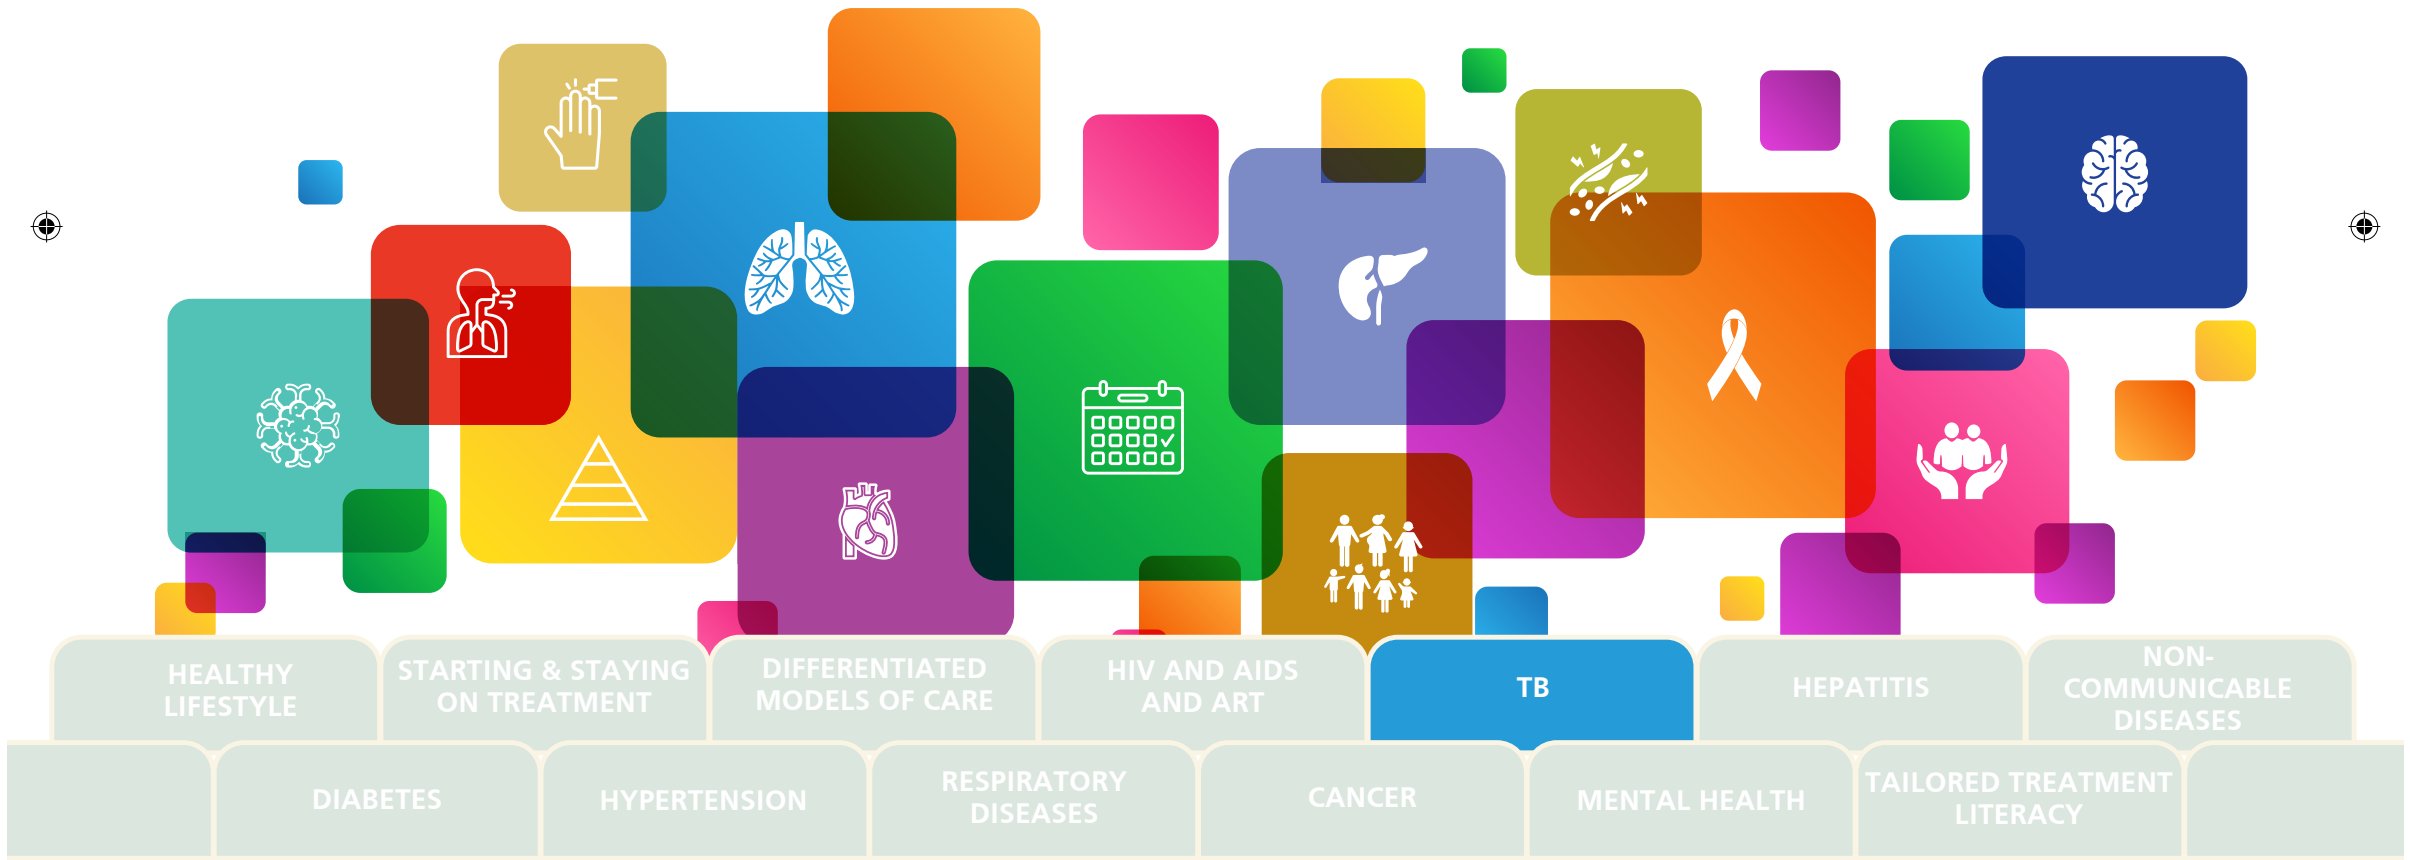 HEALTHY
LIFESTYLE
STARTING & STAYING
ON TREATMENT
DIFFERENTIATED
MODELS OF CARE
HIV AND AIDS
AND ART
TB
HEPATITIS
NON-
COMMUNICABLE
DISEASES
DIABETES
HYPERTENSION
RESPIRATORY
DISEASES
CANCER
MENTAL HEALTH
TAILORED TREATMENT
LITERACY